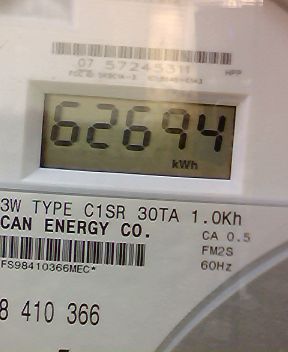 07 57245311
HPP
62694
kWh
3W TYPE C1SR 30TA 1.0Kh
CAN ENERGY CO.
CA 0.5
FM2S
60Hz
FS98410366MEC*
8 410 366